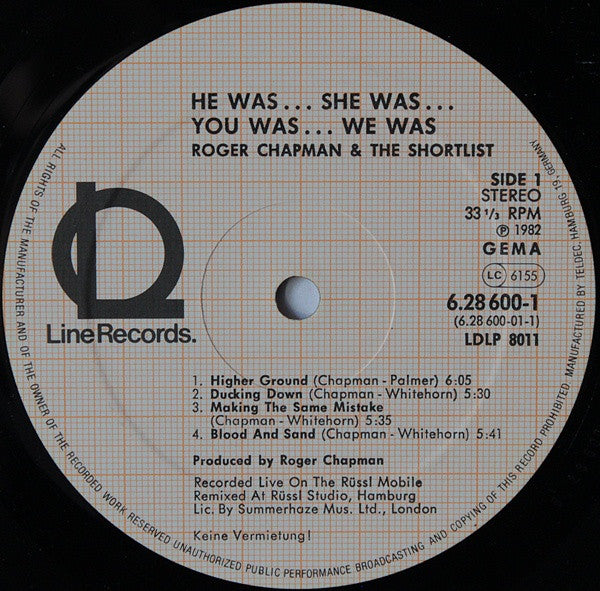 HE WAS... SHE WAS...
YOU WAS... WE WAS
ROGER CHAPMAN & THE SHORTLIST
SIDE 1
STEREO
33 1/3 RPM
Ⓟ 1982
GEMA
LC 6155
6.28 600-1
(6.28 600-01-1)
LDLP 8011
LineRecords.
1. Higher Ground (Chapman - Palmer) 6:05
2. Ducking Down (Chapman - Whitehorn) 5:30
3. Making The Same Mistake
(Chapman - Whitehorn) 5:35
4. Blood And Sand (Chapman - Whitehorn) 5:41
Produced by Roger Chapman
Recorded Live On The Rüssl Mobile
Remixed At Rüssl Studio, Hamburg
Lic. By Summerhaze Mus. Ltd., London
Keine Vermietung!
ALL RIGHTS OF THE MANUFACTURER AND OF THE OWNER OF THE RECORDED WORK RESERVED UNAUTHORIZED PUBLIC PERFORMANCE BROADCASTING AND COPYING OF THIS RECORD PROHIBITED. MANUFACTURED BY TELDEC, HAMBURG 19, GERMANY